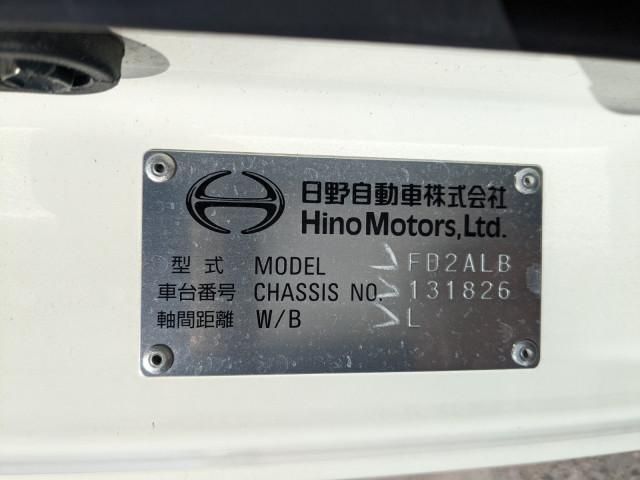 日野自動車株式会社
Hino Motors, Ltd.
型式 MODEL FD2ALB
車台番号 CHASSIS NO. 131826
軸間距離 W/B L